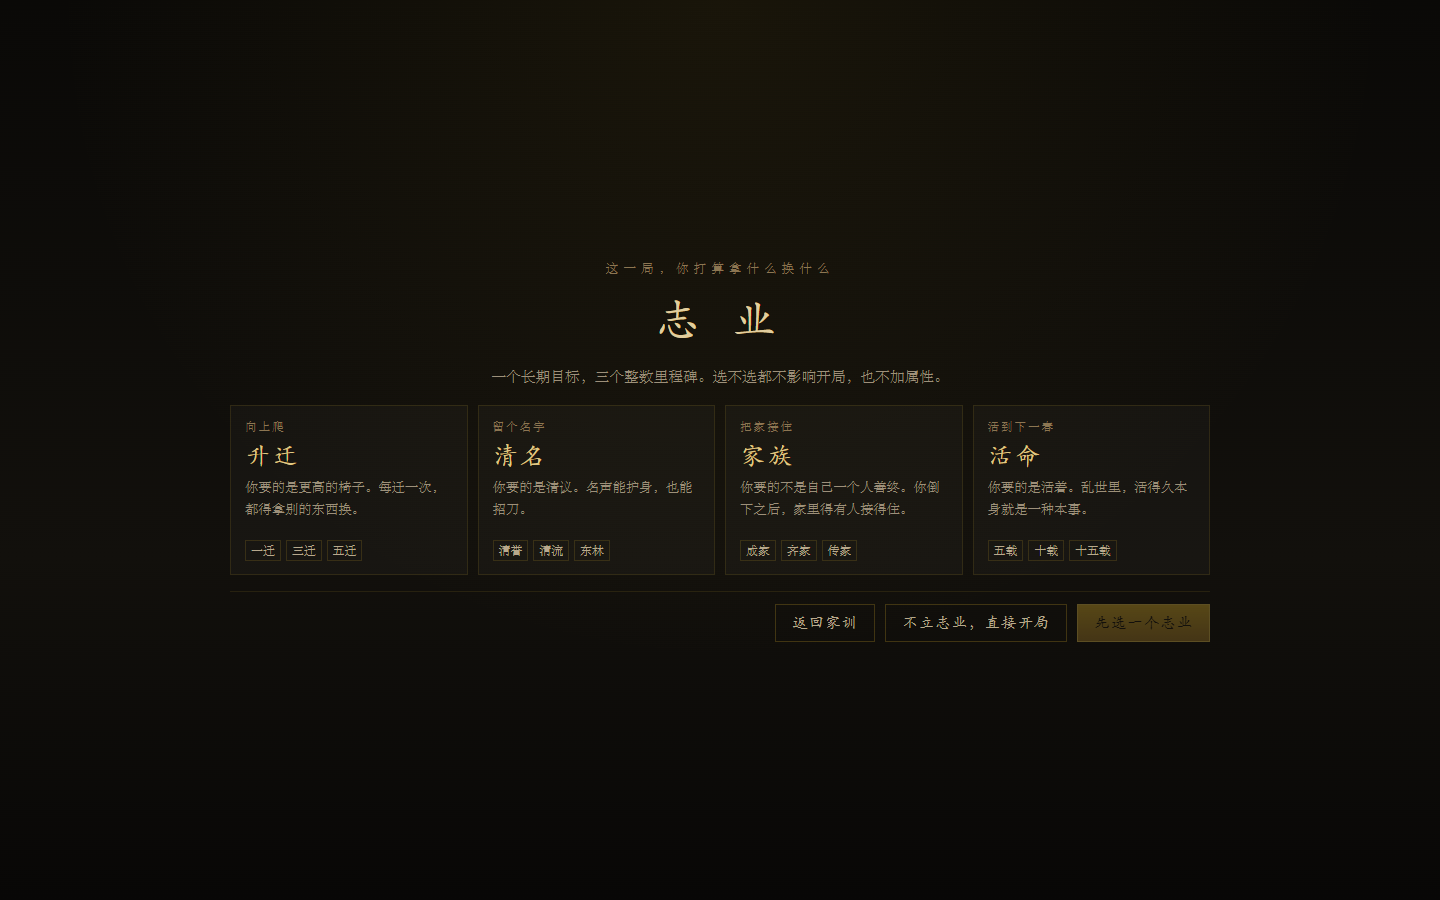 这一局，你打算拿什么换什么
志业
一个长期目标，三个整数里程碑。选不选都不影响开局，也不加属性。
向上爬
升迁
你要的是更高的椅子。每迁一次，
都得拿别的东西换。
一迁 三迁 五迁
留个名字
清名
你要的是清议。名声能护身，也能
招刀。
清誉 清流 东林
把家接住
家族
你要的不是自己一个人善终。你倒
下之后，家里得有人接得住。
成家 齐家 传家
活到下一春
活命
你要的是活着。乱世里，活得久本
身就是一种本事。
五载 十载 十五载
返回家训
不立志业，直接开局
先选一个志业